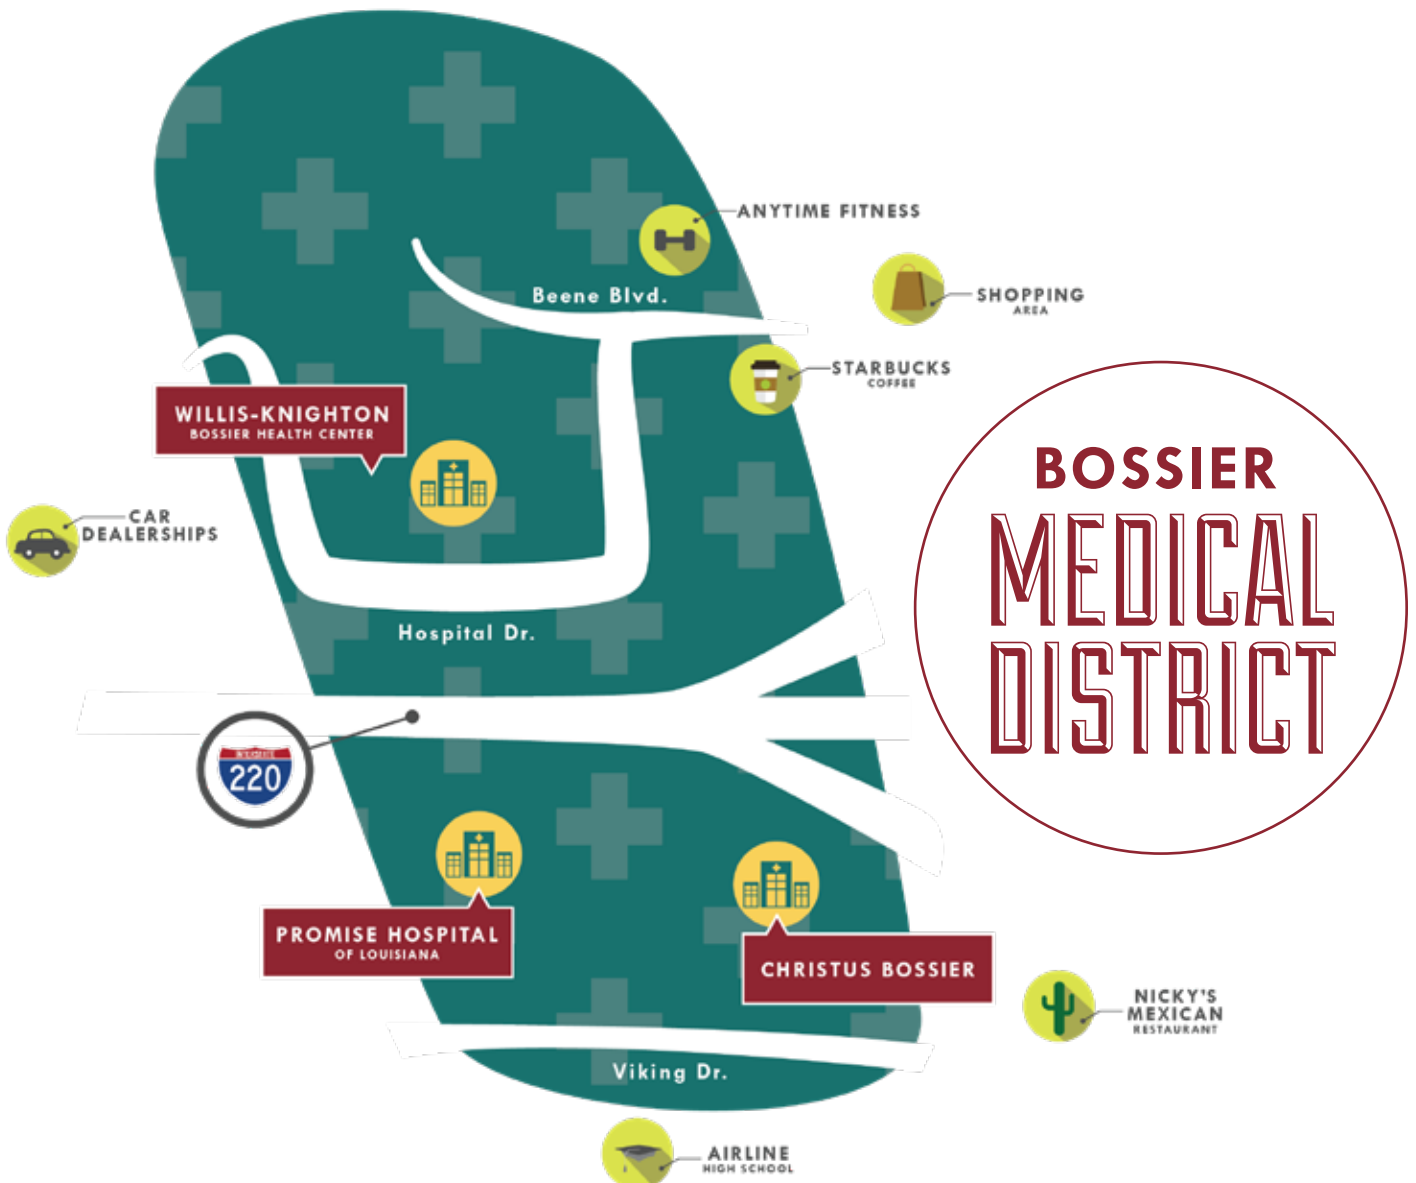 ANYTIME FITNESS
Beene Blvd.
SHOPPING
AREA
STARBUCKS
COFFEE
WILLIS-KNIGHTON
BOSSIER HEALTH CENTER
BOSSIER
MEDICAL
DISTRICT
CAR
DEALERSHIPS
Hospital Dr.
INTERSTATE
220
PROMISE HOSPITAL
OF LOUISIANA
CHRISTUS BOSSIER
NICKY'S
MEXICAN
RESTAURANT
Viking Dr.
AIRLINE
HIGH SCHOOL